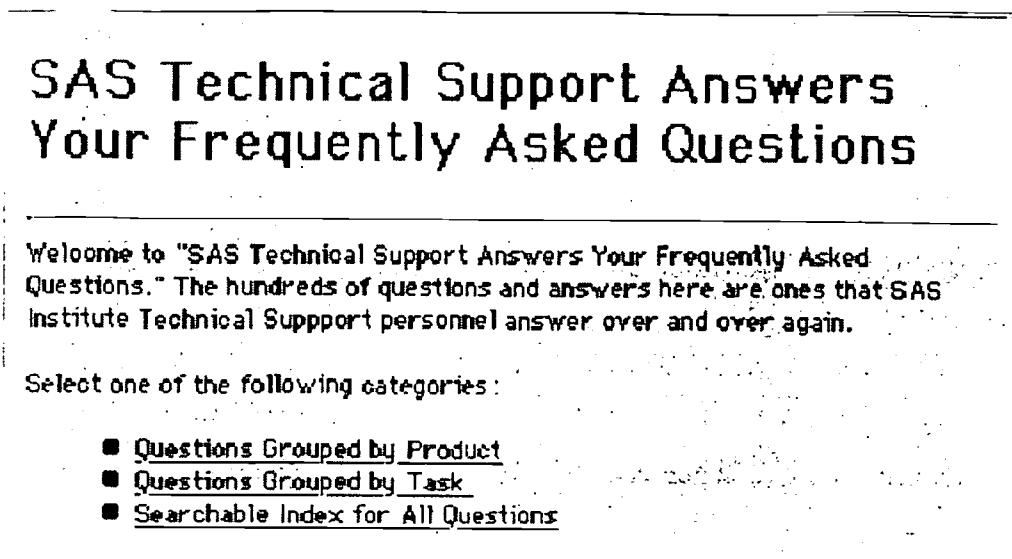 SAS Technical Support Answers
Your Frequently Asked Questions
Welcome to "SAS Technical Support Answers Your Frequently Asked
Questions." The hundreds of questions and answers here are ones that SAS
Institute Technical Suppport personnel answer over and over again.
Select one of the following categories:
Questions Grouped by Product
Questions Grouped by Task
Searchable Index for All Questions